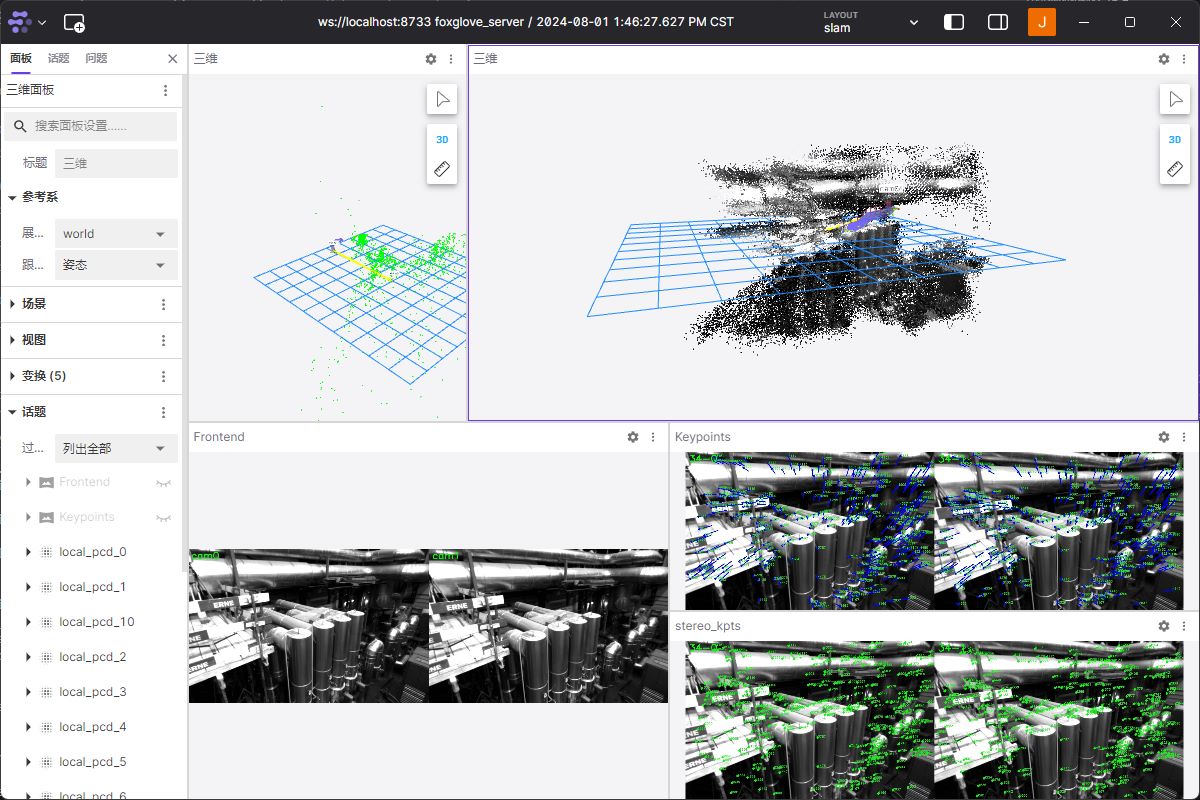 ws://localhost:8733 foxglove_server / 2024-08-01 1:46:27.627 PM CST
LAYOUT
slam
J
面板
话题
问题
三维面板
搜索面板设置......
标题
三维
参考系
展...
world
跟...
姿态
场景
视图
变换 (5)
话题
过...
列出全部
Frontend
Keypoints
local_pcd_0
local_pcd_1
local_pcd_10
local_pcd_2
local_pcd_3
local_pcd_4
local_pcd_5
local_pcd_6
三维
3D
三维
3D
Frontend
cam0
cam1
ERNE
ERNE
Keypoints
stereo_kpts
ERNE
ERNE